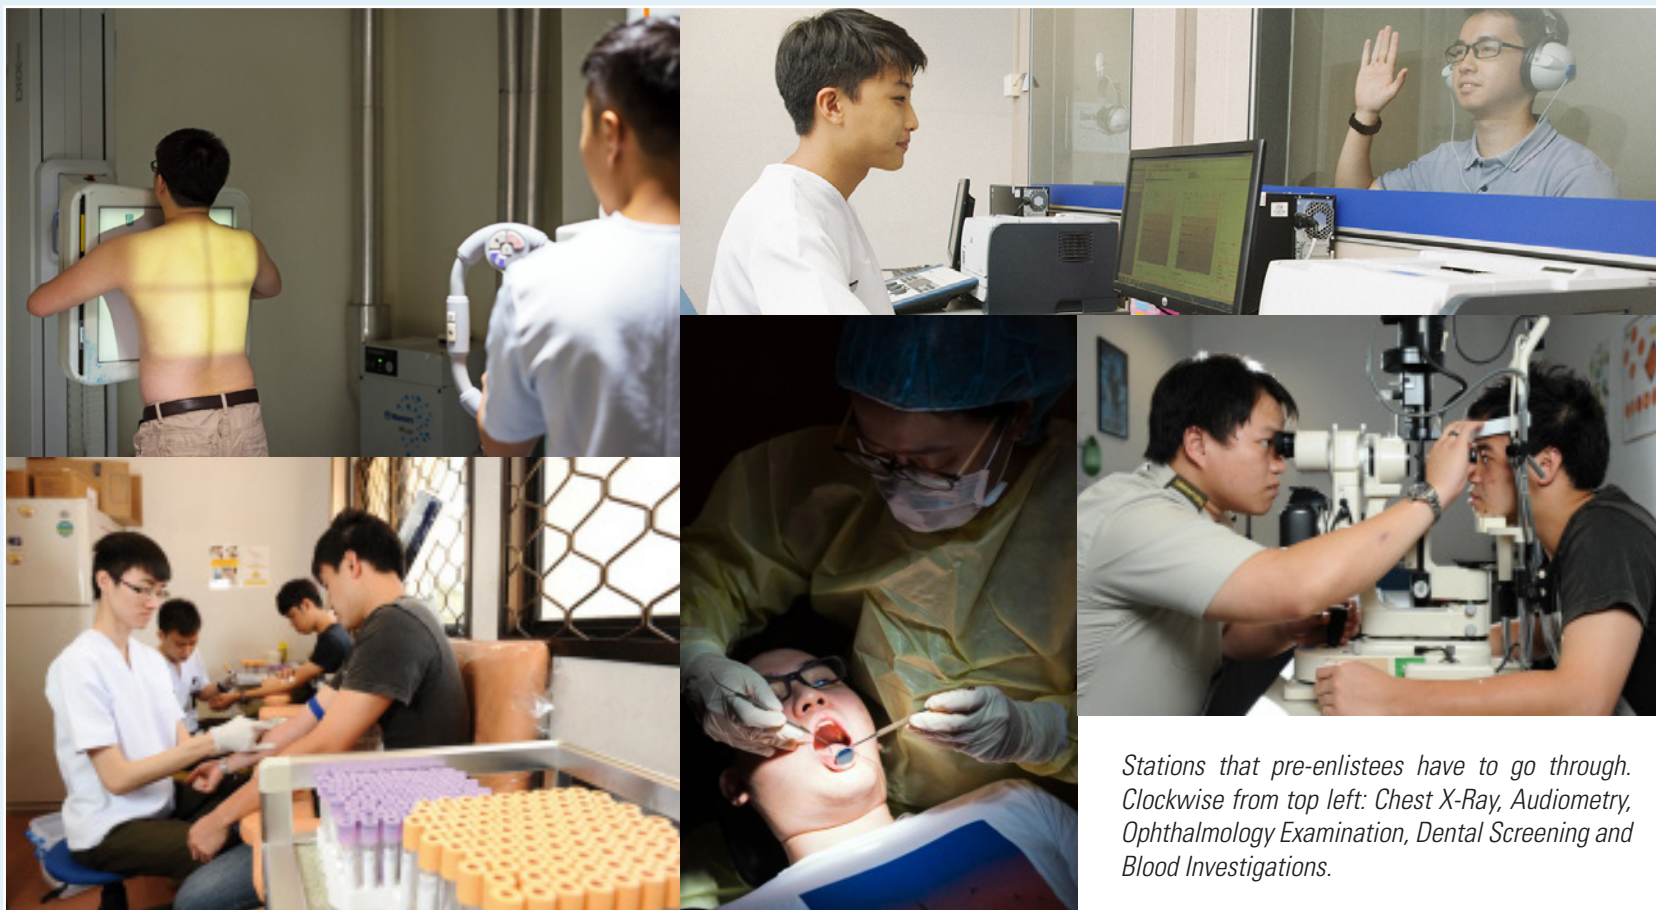 Stations that pre-enlistees have to go through.
Clockwise from top left: Chest X-Ray, Audiometry,
Ophthalmology Examination, Dental Screening and
Blood Investigations.